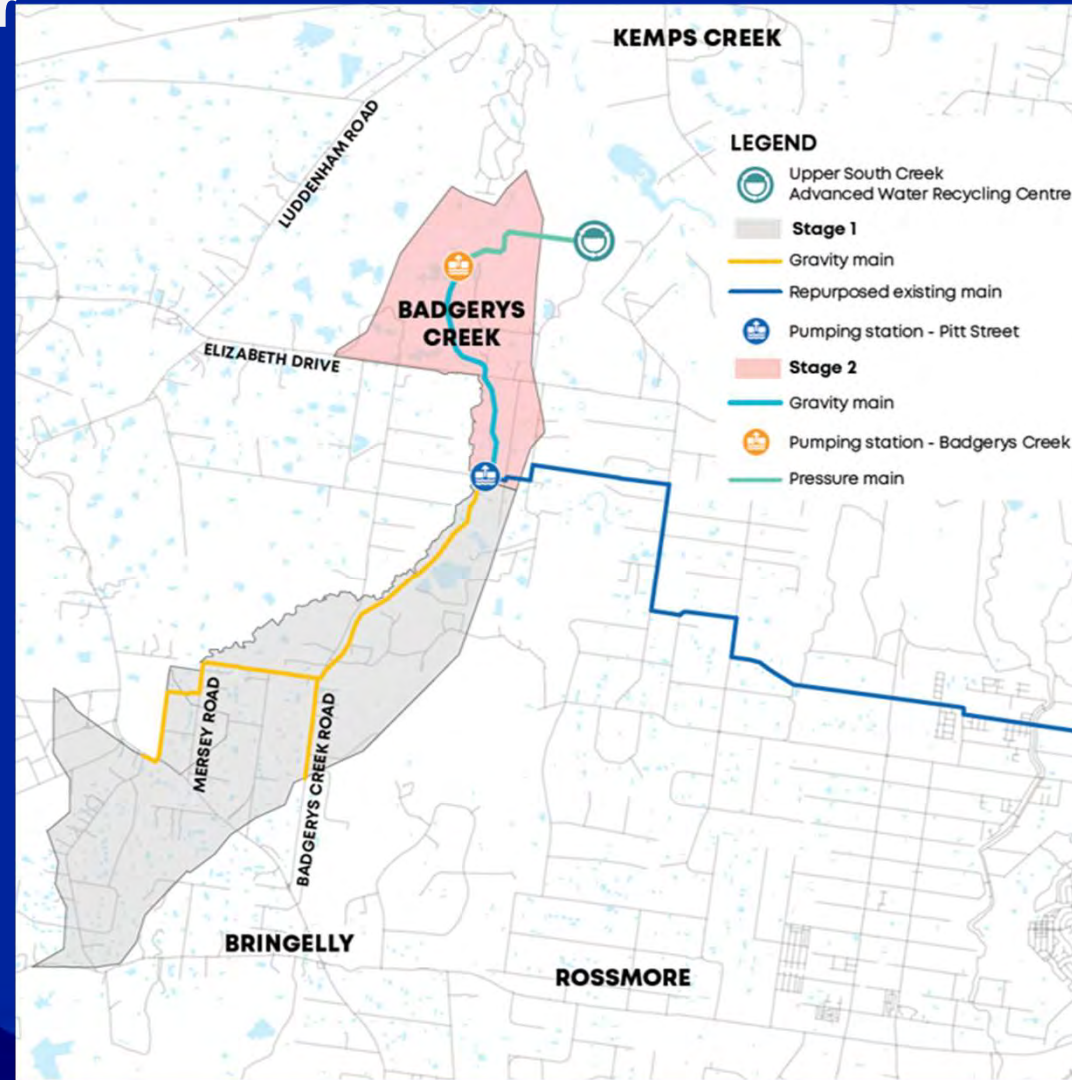 KEMPS CREEK
LUDDENHAM ROAD
LEGEND
Upper South Creek
Advanced Water Recycling Centre
Stage 1
Gravity main
Repurposed existing main
Pumping station - Pitt Street
Stage 2
Gravity main
Pumping station - Badgerys Creek
Pressure main
BADGERYS
CREEK
ELIZABETH DRIVE
MERSEY ROAD
BADGERYS CREEK ROAD
BRINGELLY
ROSSMORE